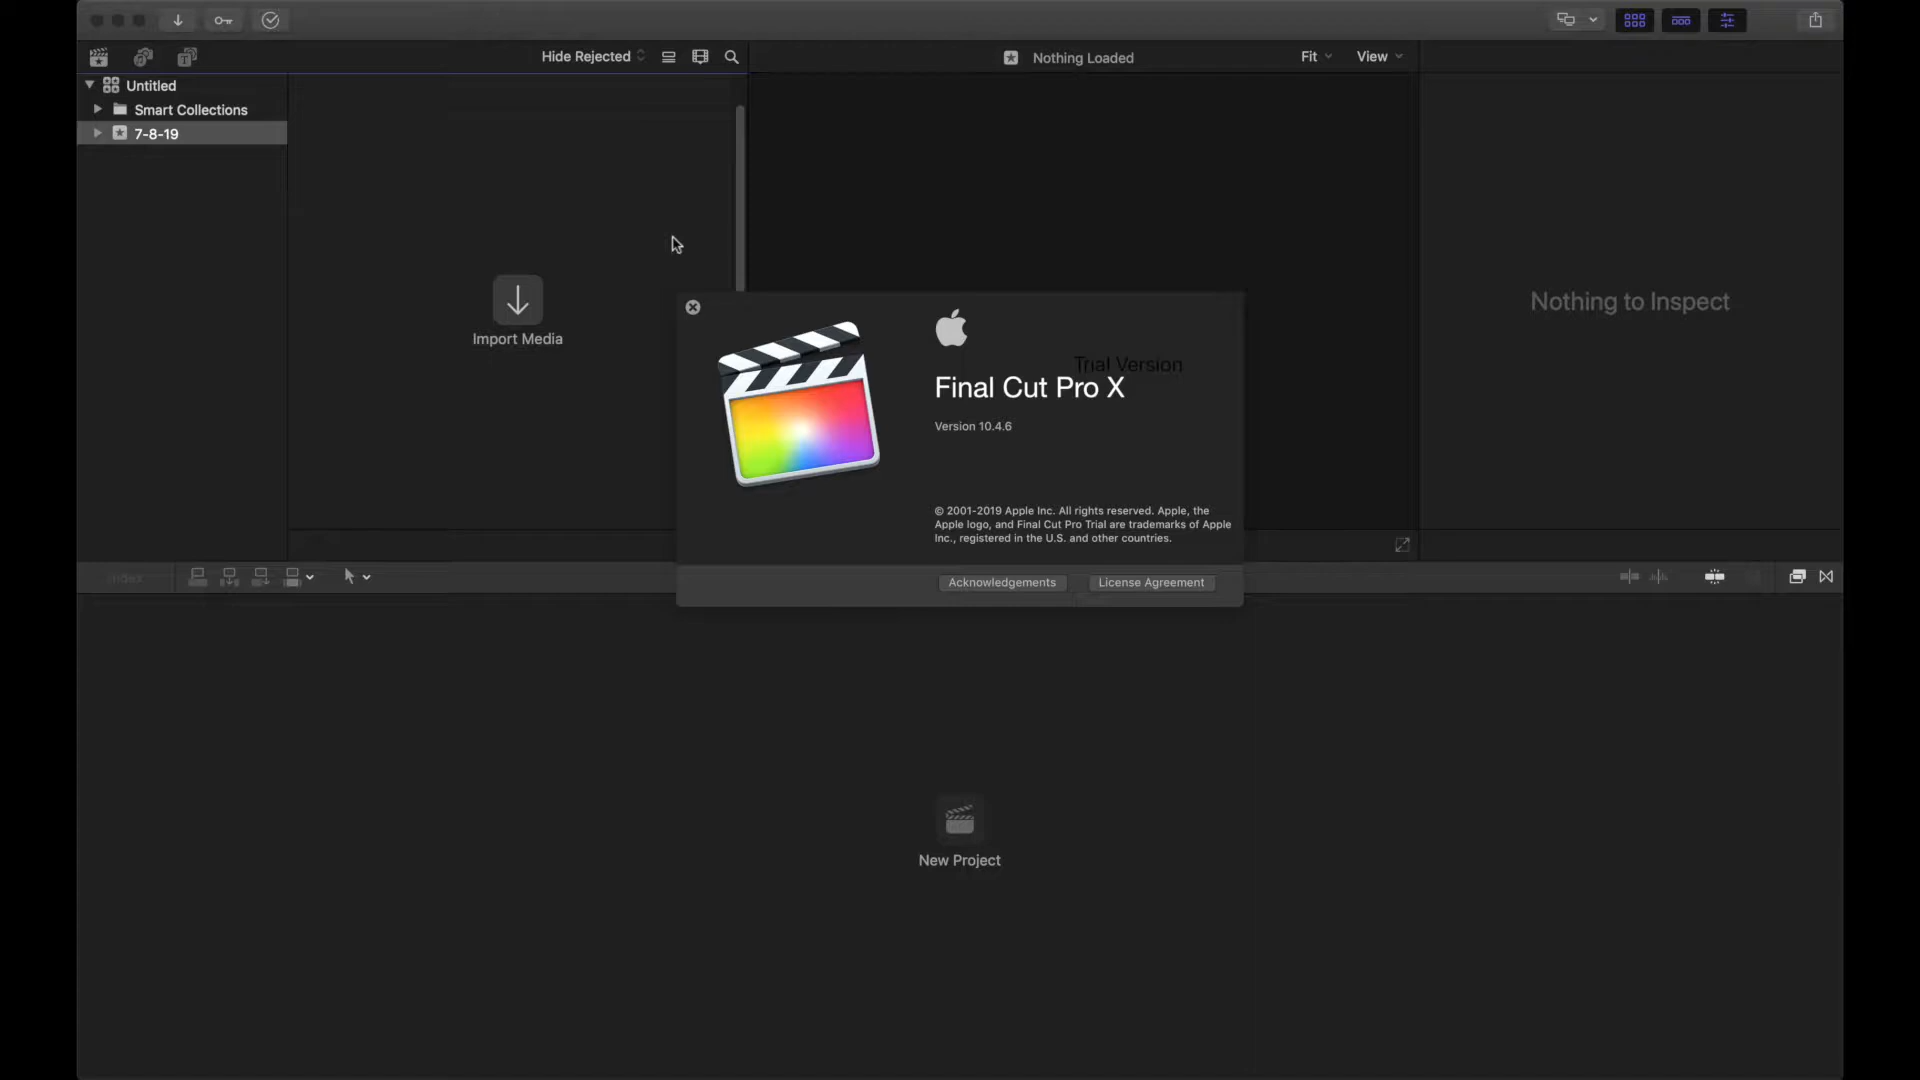 Hide Rejected
Nothing Loaded
Fit
View
Untitled
Smart Collections
7-8-19
Import Media
Nothing to Inspect
Trial Version
Final Cut Pro X
Version 10.4.6
© 2001-2019 Apple Inc. All rights reserved. Apple, the
Apple logo, and Final Cut Pro Trial are trademarks of Apple
Inc., registered in the U.S. and other countries.
Index
Acknowledgements
License Agreement
New Project